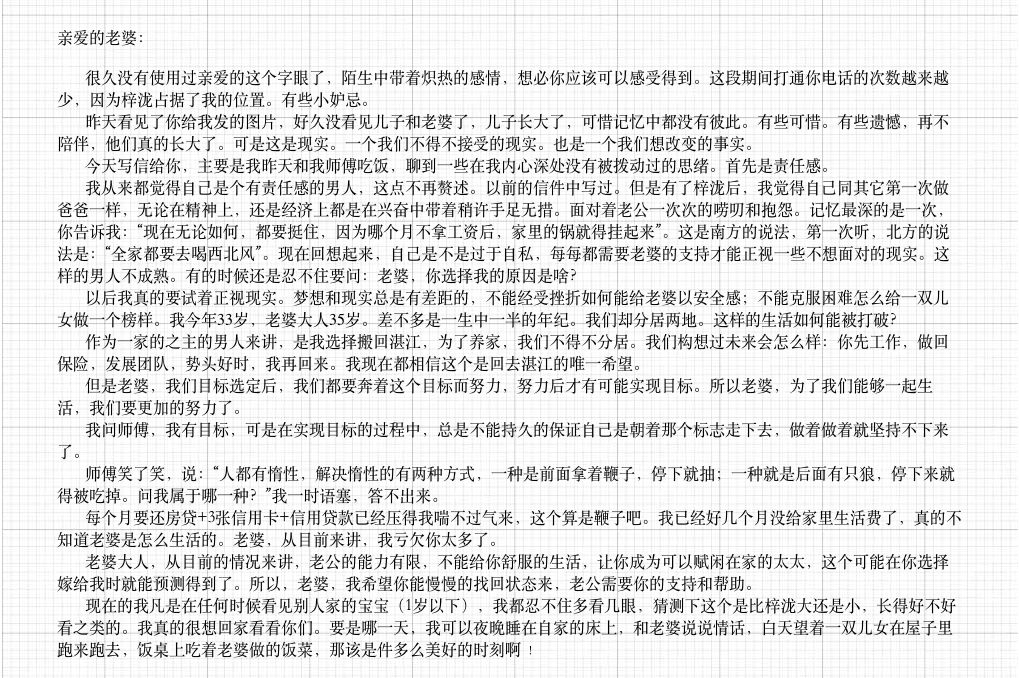 亲爱的老婆：
很久没有使用过亲爱的这个字眼了，陌生中带着炽热的感情，想必你应该可以感受得到。这段期间打通你电话的次数越来越
少，因为梓泷占据了我的位置。有些小妒忌。
昨天看见了你给我发的图片，好久没看见儿子和老婆了，儿子长大了，可惜记忆中都没有彼此。有些可惜。有些遗憾，再不
陪伴，他们真的长大了。可是这是现实。一个我们不得不接受的现实。也是一个我们想改变的事实。
今天写信给你，主要是我昨天和我师傅吃饭，聊到一些在我内心深处没有被拨动过的思绪。首先是责任感。
我从来都觉得自己是个有责任感的男人，这点不再赘述。以前的信件中写过。但是有了梓泷后，我觉得自己同其它第一次做
爸爸一样，无论在精神上，还是经济上都是在兴奋中带着稍许手足无措。面对着老公一次次的唠叨和抱怨。记忆最深的是一次，
你告诉我：“现在无论如何，都要挺住，因为哪个月不拿工资后，家里的锅就得挂起来”。这是南方的说法，第一次听，北方的说
法是：“全家都要去喝西北风”。现在回想起来，自己是不是过于自私，每每都需要老婆的支持才能正视一些不想面对的现实。这
样的男人不成熟。有的时候还是忍不住要问：老婆，你选择我的原因是啥？
以后我真的要试着正视现实。梦想和现实总是有差距的，不能经受挫折如何能给老婆以安全感；不能克服困难怎么给一双儿
女做一个榜样。我今年33岁，老婆大人35岁。差不多是一生中一半的年纪。我们却分居两地。这样的生活如何能被打破？
作为一家的之主的男人来讲，是我选择搬回湛江，为了养家，我们不得不分居。我们构想过未来会怎么样：你先工作，做回
保险，发展团队，势头好时，我再回来。我现在都相信这个是回去湛江的唯一希望。
但是老婆，我们目标选定后，我们都要奔着这个目标而努力，努力后才有可能实现目标。所以老婆，为了我们能够一起生
活，我们要更加的努力了。
我问师傅，我有目标，可是在实现目标的过程中，总是不能持久的保证自己是朝着那个标志走下去，做着做着就坚持不下来
了。
师傅笑了笑，说：“人都有惰性，解决惰性的有两种方式，一种是前面拿着鞭子，停下就抽；一种就是后面有只狼，停下来就
得被吃掉。问我属于哪一种？”我一时语塞，答不出来。
每个月要还房贷+3张信用卡+信用贷款已经压得我喘不过气来，这个算是鞭子吧。我已经好几个月没给家里生活费了，真的不
知道老婆是怎么生活的。老婆，从目前来讲，我亏欠你太多了。
老婆大人，从目前的情况来讲，老公的能力有限，不能给你舒服的生活，让你成为可以赋闲在家的太太，这个可能在你选择
嫁给我时就能预测得到了。所以，老婆，我希望你能慢慢的找回状态来，老公需要你的支持和帮助。
现在的我凡是在任何时候看见别人家的宝宝（1岁以下），我都忍不住多看几眼，猜测下这个是比梓泷大还是小，长得好不好
看之类的。我真的很想回家看看你们。要是哪一天，我可以夜晚睡在自家的床上，和老婆说说情话，白天望着一双儿女在屋子里
跑来跑去，饭桌上吃着老婆做的饭菜，那该是件多么美好的时刻啊！